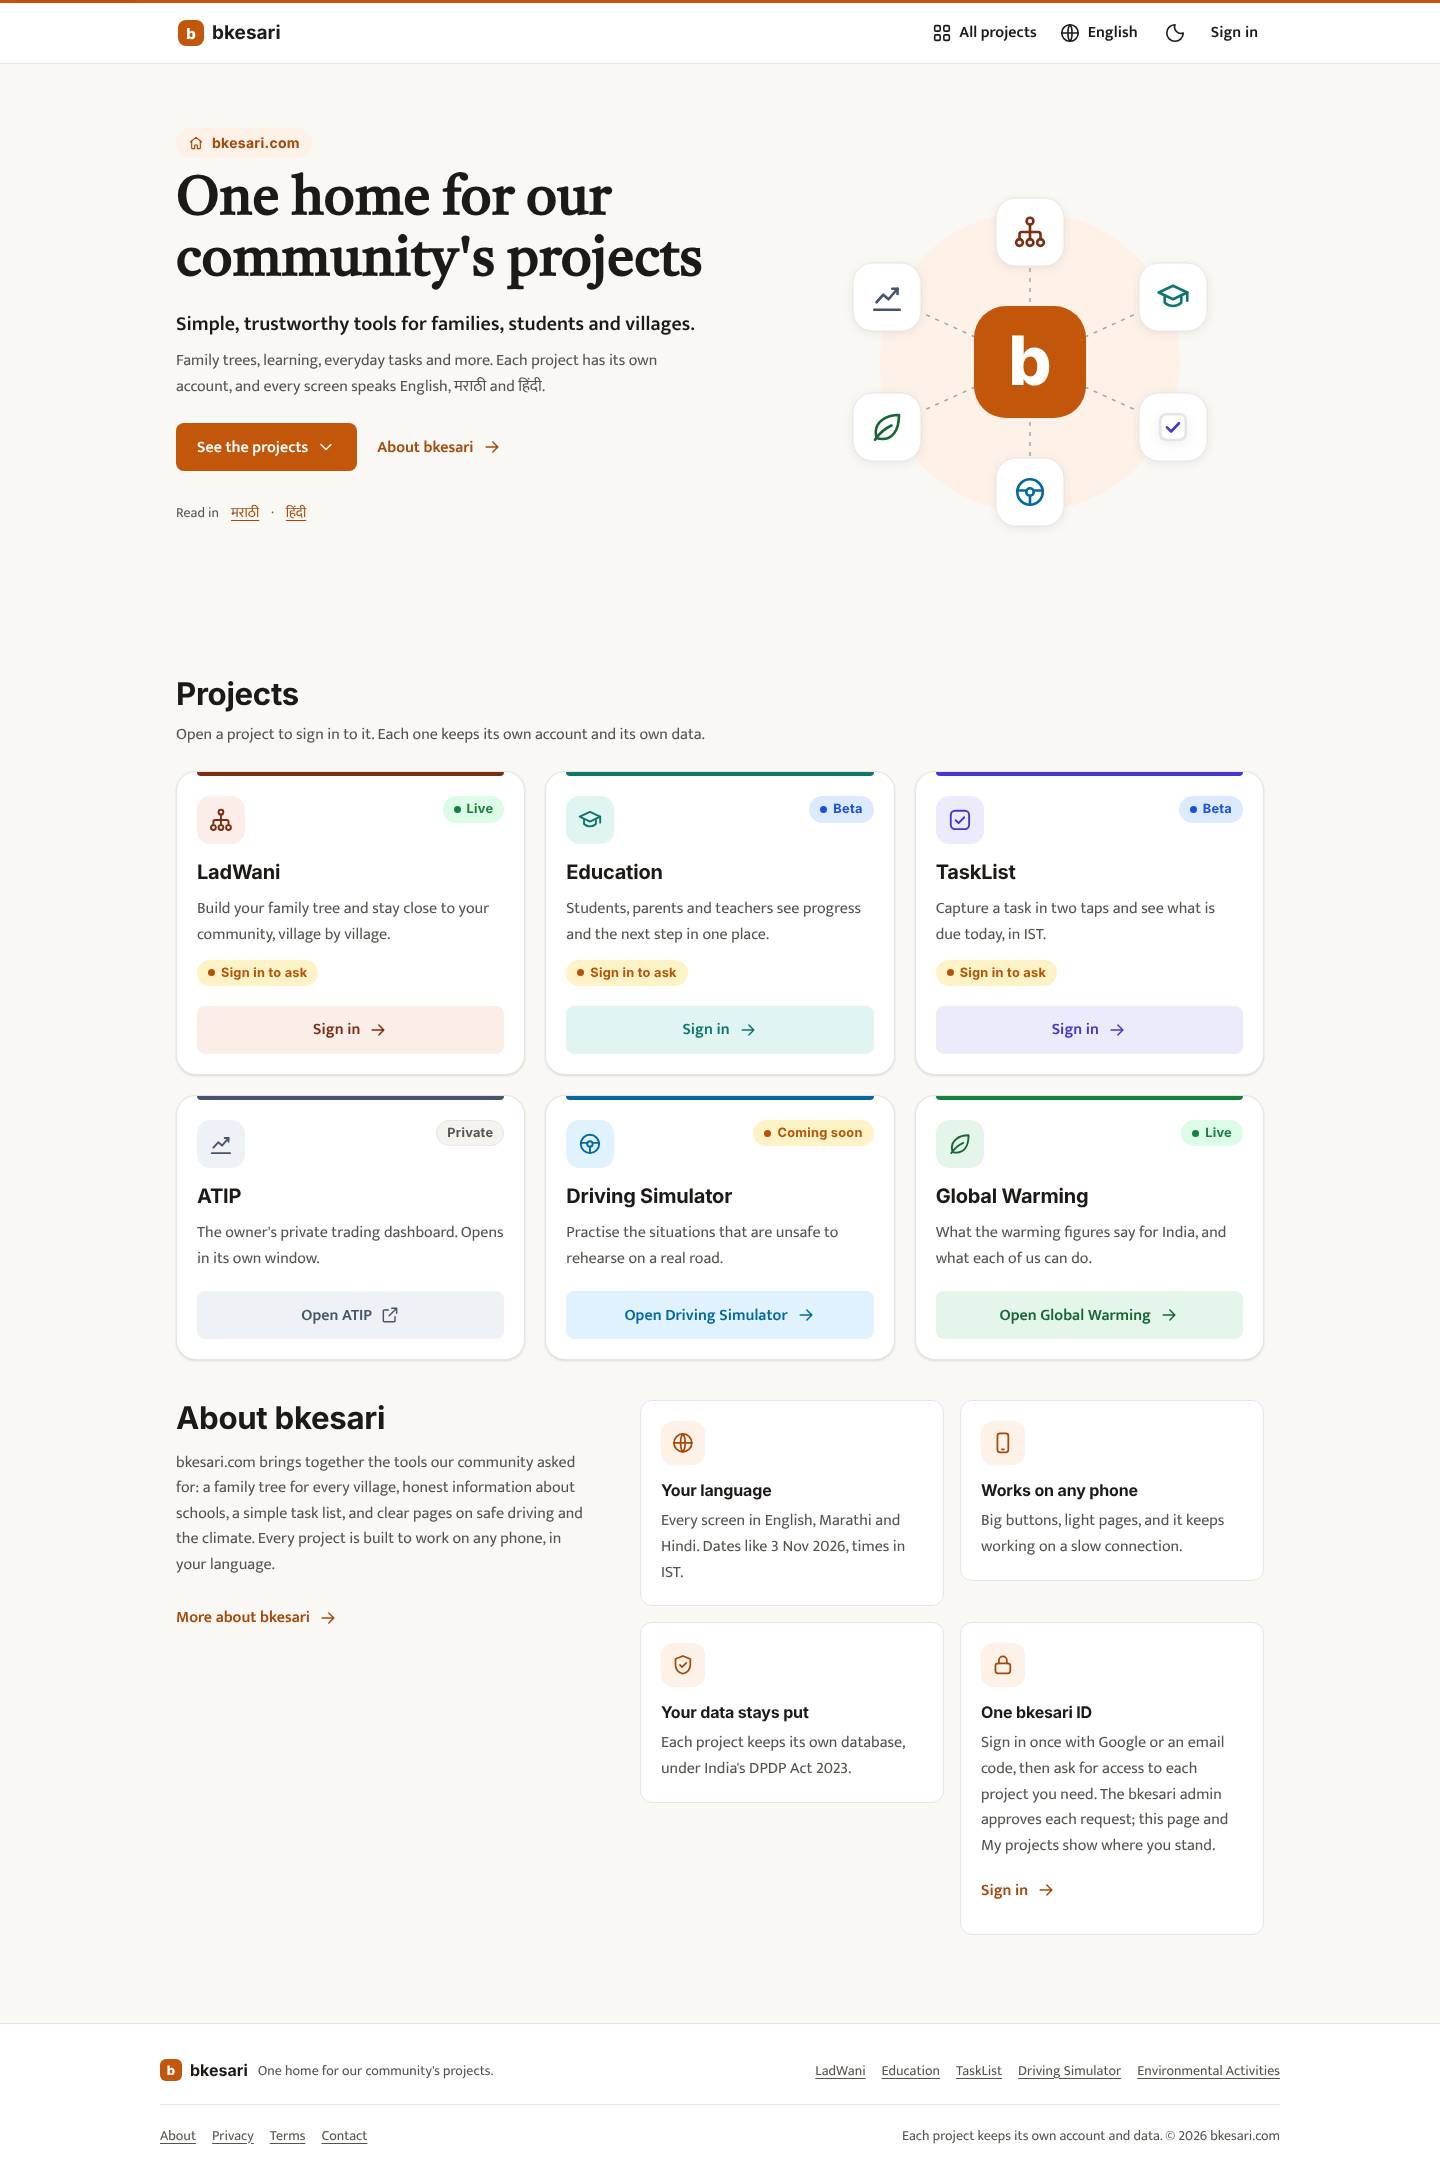 b bkesari
All projects English Sign in
bkesari.com
One home for our
community's projects
Simple, trustworthy tools for families, students and villages.
Family trees, learning, everyday tasks and more. Each project has its own
account, and every screen speaks English, मराठी and हिंदी.
See the projects About bkesari
Read in मराठी · हिंदी
b
Projects
Open a project to sign in to it. Each one keeps its own account and its own data.
Live
LadWani
Build your family tree and stay close to your
community, village by village.
Sign in to ask
Sign in
Beta
Education
Students, parents and teachers see progress
and the next step in one place.
Sign in to ask
Sign in
Beta
TaskList
Capture a task in two taps and see what is
due today, in IST.
Sign in to ask
Sign in
Private
ATIP
The owner's private trading dashboard. Opens
in its own window.
Open ATIP
Coming soon
Driving Simulator
Practise the situations that are unsafe to
rehearse on a real road.
Open Driving Simulator
Live
Global Warming
What the warming figures say for India, and
what each of us can do.
Open Global Warming
About bkesari
bkesari.com brings together the tools our community asked
for: a family tree for every village, honest information about
schools, a simple task list, and clear pages on safe driving and
the climate. Every project is built to work on any phone, in
your language.
More about bkesari
Your language
Every screen in English, Marathi and
Hindi. Dates like 3 Nov 2026, times in
IST.
Works on any phone
Big buttons, light pages, and it keeps
working on a slow connection.
Your data stays put
Each project keeps its own database,
under India's DPDP Act 2023.
One bkesari ID
Sign in once with Google or an email
code, then ask for access to each
project you need. The bkesari admin
approves each request; this page and
My projects show where you stand.
Sign in
b bkesari One home for our community's projects.
LadWani Education TaskList Driving Simulator Environmental Activities
About Privacy Terms Contact
Each project keeps its own account and data. © 2026 bkesari.com